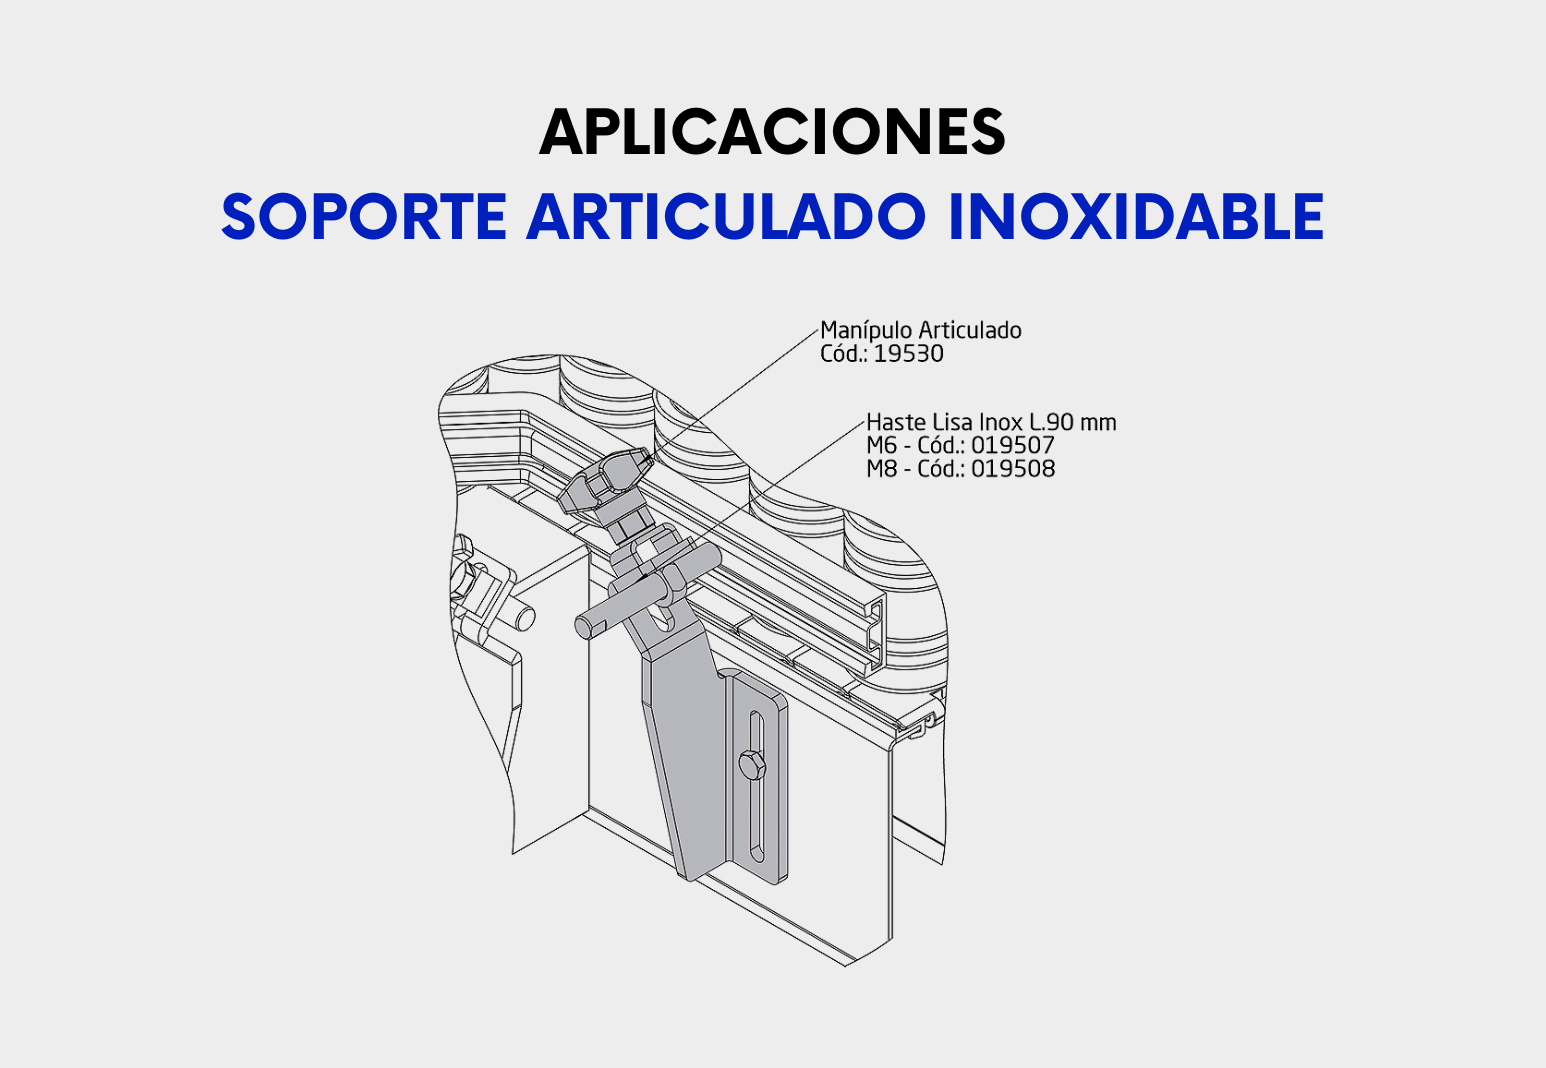 APLICACIONES
SOPORTE ARTICULADO INOXIDABLE
Manípulo Articulado
Cód.: 19530
Haste Lisa Inox L.90 mm
M6 - Cód.: 019507
M8 - Cód.: 019508